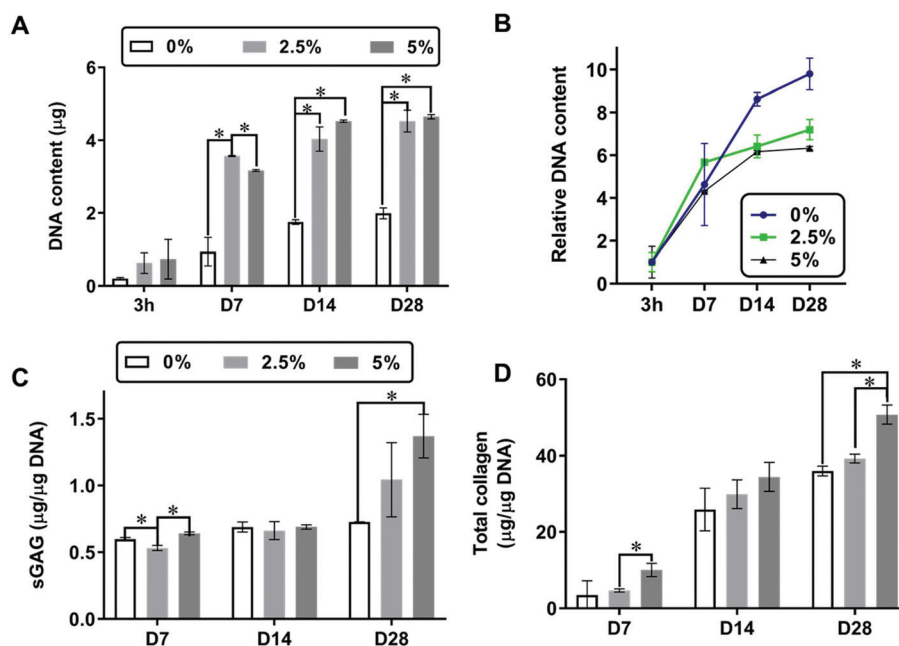 A
0% 2.5% 5%
DNA content (μg)
6
4
2
0
* *
*
*
*
*
3h D7 D14 D28
B
Relative DNA content
10
8
6
4
2
0
0%
2.5%
5%
3h D7 D14 D28
C
0% 2.5% 5%
sGAG (μg/μg DNA)
1.5
1.0
0.5
0.0
* *
*
D7 D14 D28
D
Total collagen
(μg/μg DNA)
60
40
20
0
*
*
*
D7 D14 D28